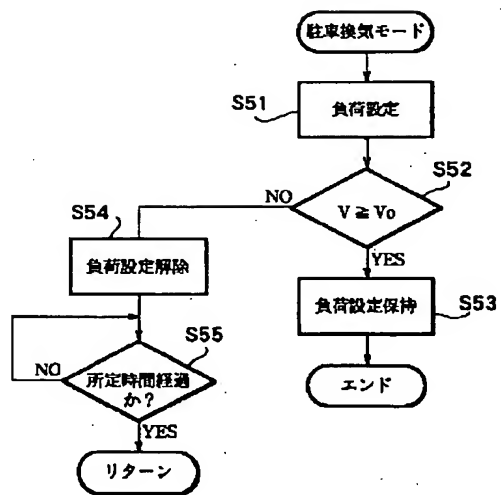 駐車換気モード
S51
負荷設定
S52
NO
V ≧ V₀
YES
S54
負荷設定解除
S53
負荷設定保持
S55
エンド
NO
所定時間経過
か？
YES
リターン